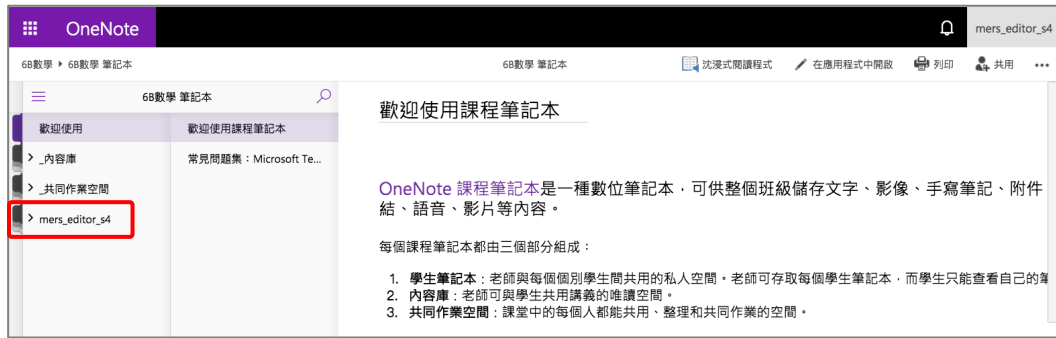 OneNote
mers_editor_s4
6B數學 ▸ 6B數學 筆記本
6B數學 筆記本
沈浸式閱讀程式
在應用程式中開啟
列印
共用
6B數學 筆記本
歡迎使用
_內容庫
_共同作業空間
mers_editor_s4
歡迎使用課程筆記本
常見問題集：Microsoft Te...
歡迎使用課程筆記本
OneNote 課程筆記本是一種數位筆記本，可供整個班級儲存文字、影像、手寫筆記、附件
結、語音、影片等內容。
每個課程筆記本都由三個部分組成：
1. 學生筆記本：老師與每個個別學生間共用的私人空間。老師可存取每個學生筆記本，而學生只能查看自己的筆
2. 內容庫：老師可與學生共用講義的唯讀空間。
3. 共同作業空間：課堂中的每個人都能共用、整理和共同作業的空間。